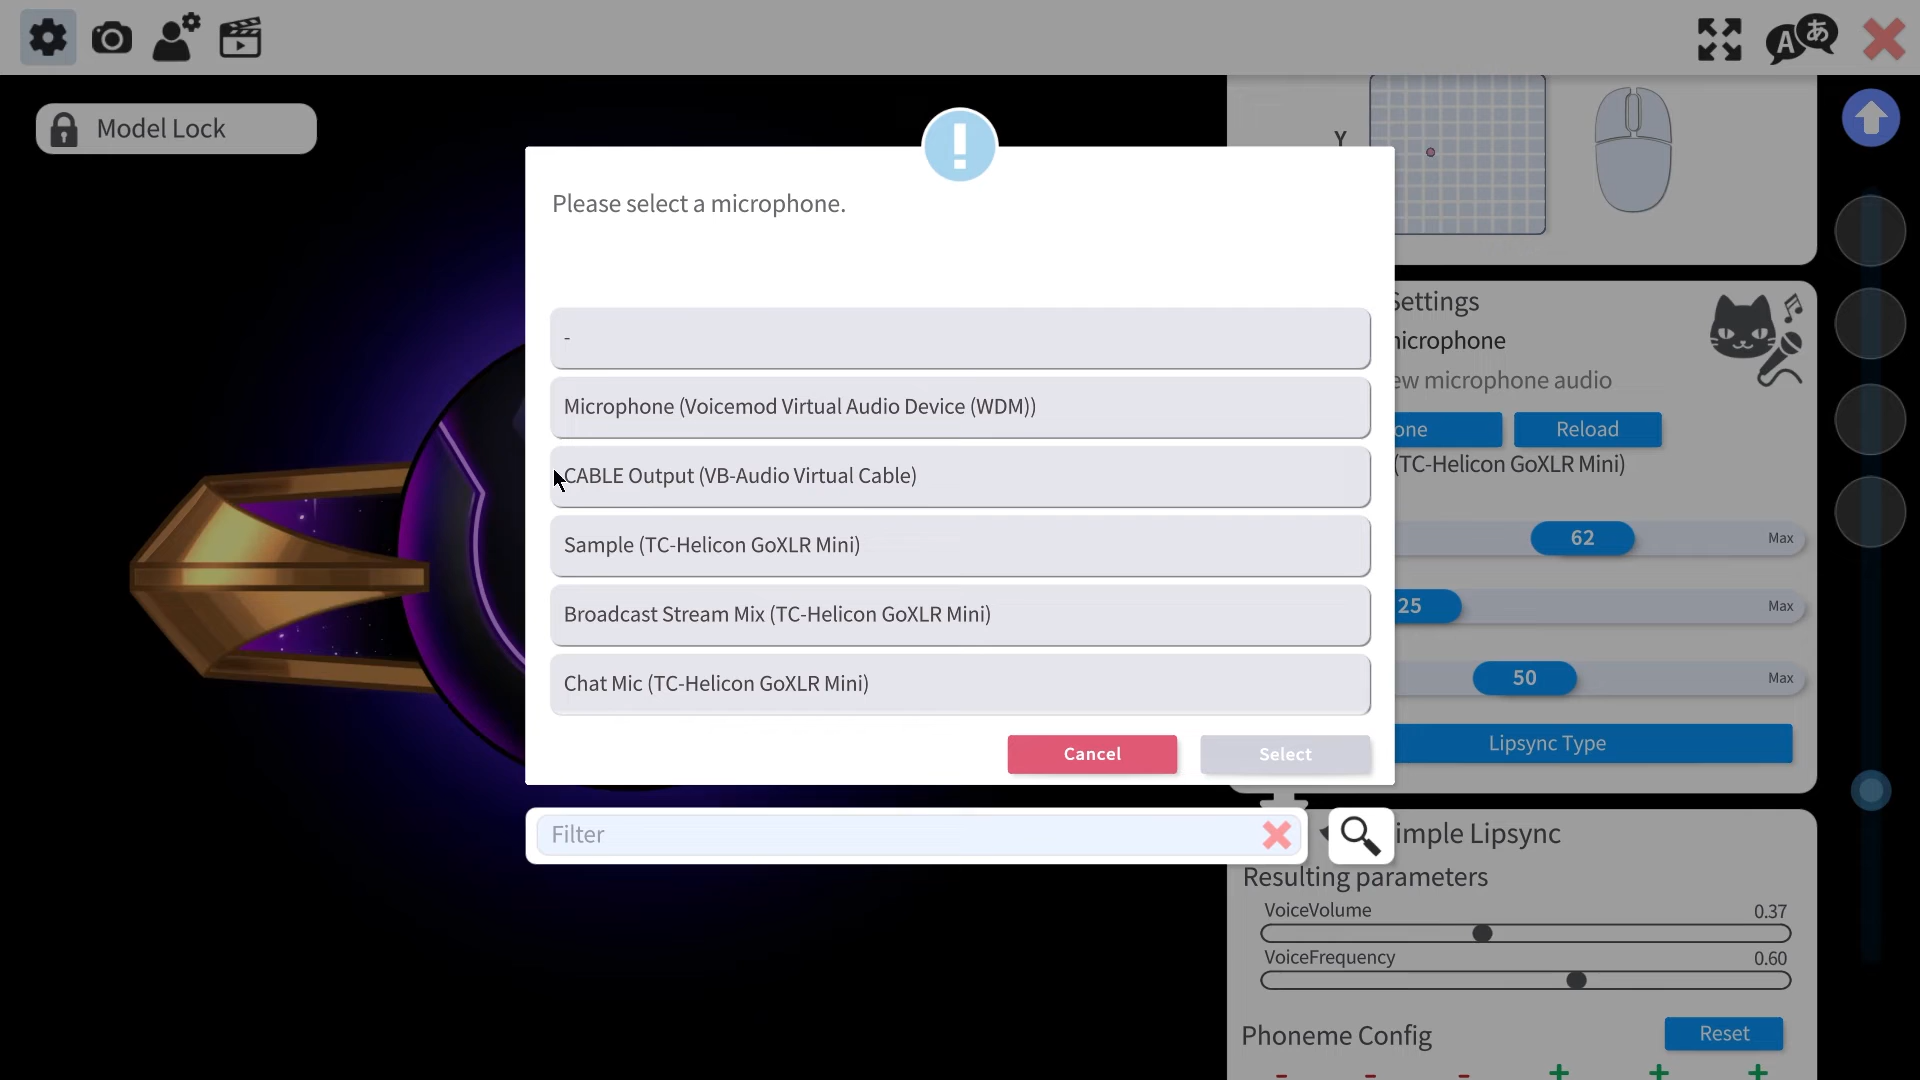 A あ
Model Lock
Y
Please select a microphone.
-
Microphone (Voicemod Virtual Audio Device (WDM))
CABLE Output (VB-Audio Virtual Cable)
Sample (TC-Helicon GoXLR Mini)
Broadcast Stream Mix (TC-Helicon GoXLR Mini)
Chat Mic (TC-Helicon GoXLR Mini)
Cancel
Select
Filter
Settings
microphone
ew microphone audio
one
Reload
(TC-Helicon GoXLR Mini)
62
Max
25
Max
50
Max
Lipsync Type
imple Lipsync
Resulting parameters
VoiceVolume
0.37
VoiceFrequency
0.60
Phoneme Config
Reset
- - - + + +